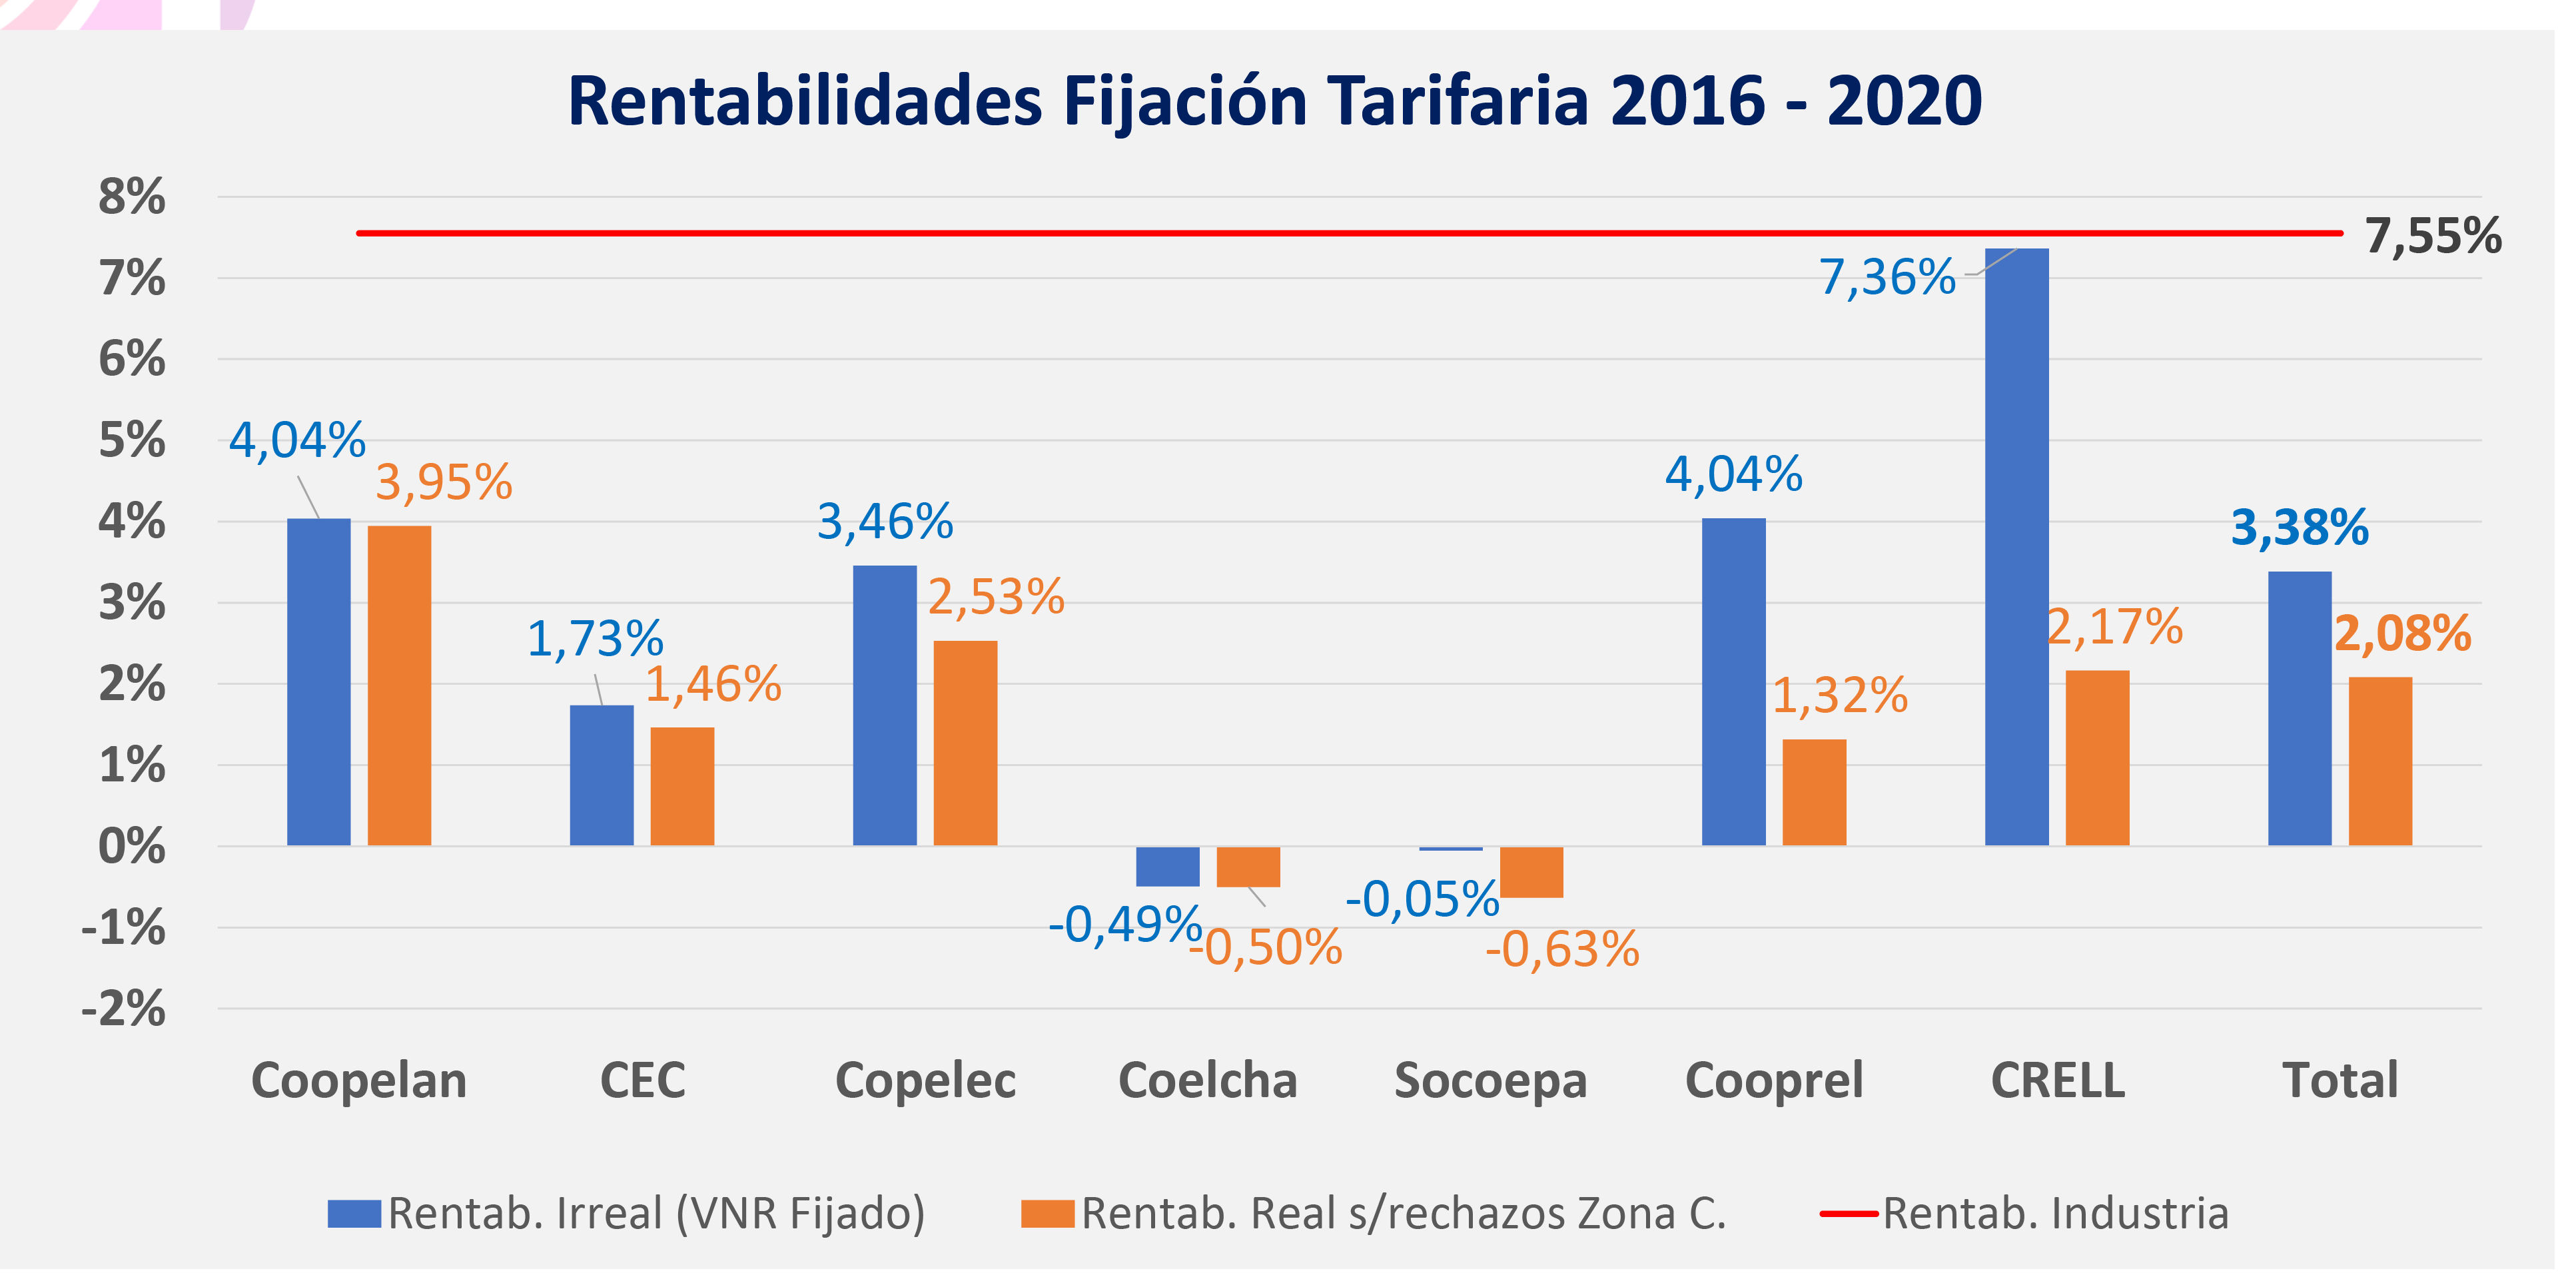 Rentabilidades Fijación Tarifaria 2016 - 2020
8%
7%
6%
5%
4%
3%
2%
1%
0%
-1%
-2%
7,55%
4,04%
3,95%
1,73%
1,46%
3,46%
2,53%
-0,49%
-0,50%
-0,05%
-0,63%
4,04%
1,32%
7,36%
2,17%
3,38%
2,08%
Coopelan
CEC
Copelec
Coelcha
Socoepa
Cooprel
CRELL
Total
Rentab. Irreal (VNR Fijado)
Rentab. Real s/rechazos Zona C.
Rentab. Industria